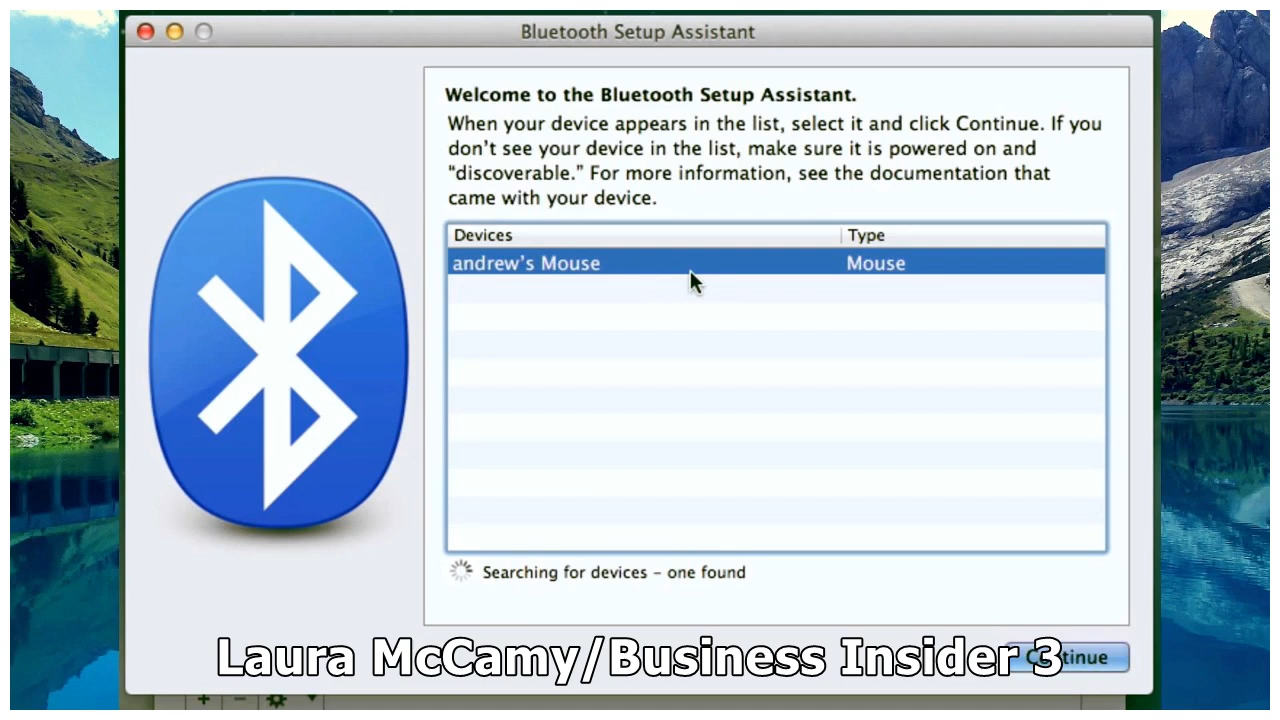 Bluetooth Setup Assistant
Welcome to the Bluetooth Setup Assistant.
When your device appears in the list, select it and click Continue. If you
don't see your device in the list, make sure it is powered on and
“discoverable.” For more information, see the documentation that
came with your device.
Devices Type
andrew's Mouse Mouse
Searching for devices – one found
Laura McCamy/Business Insider 3